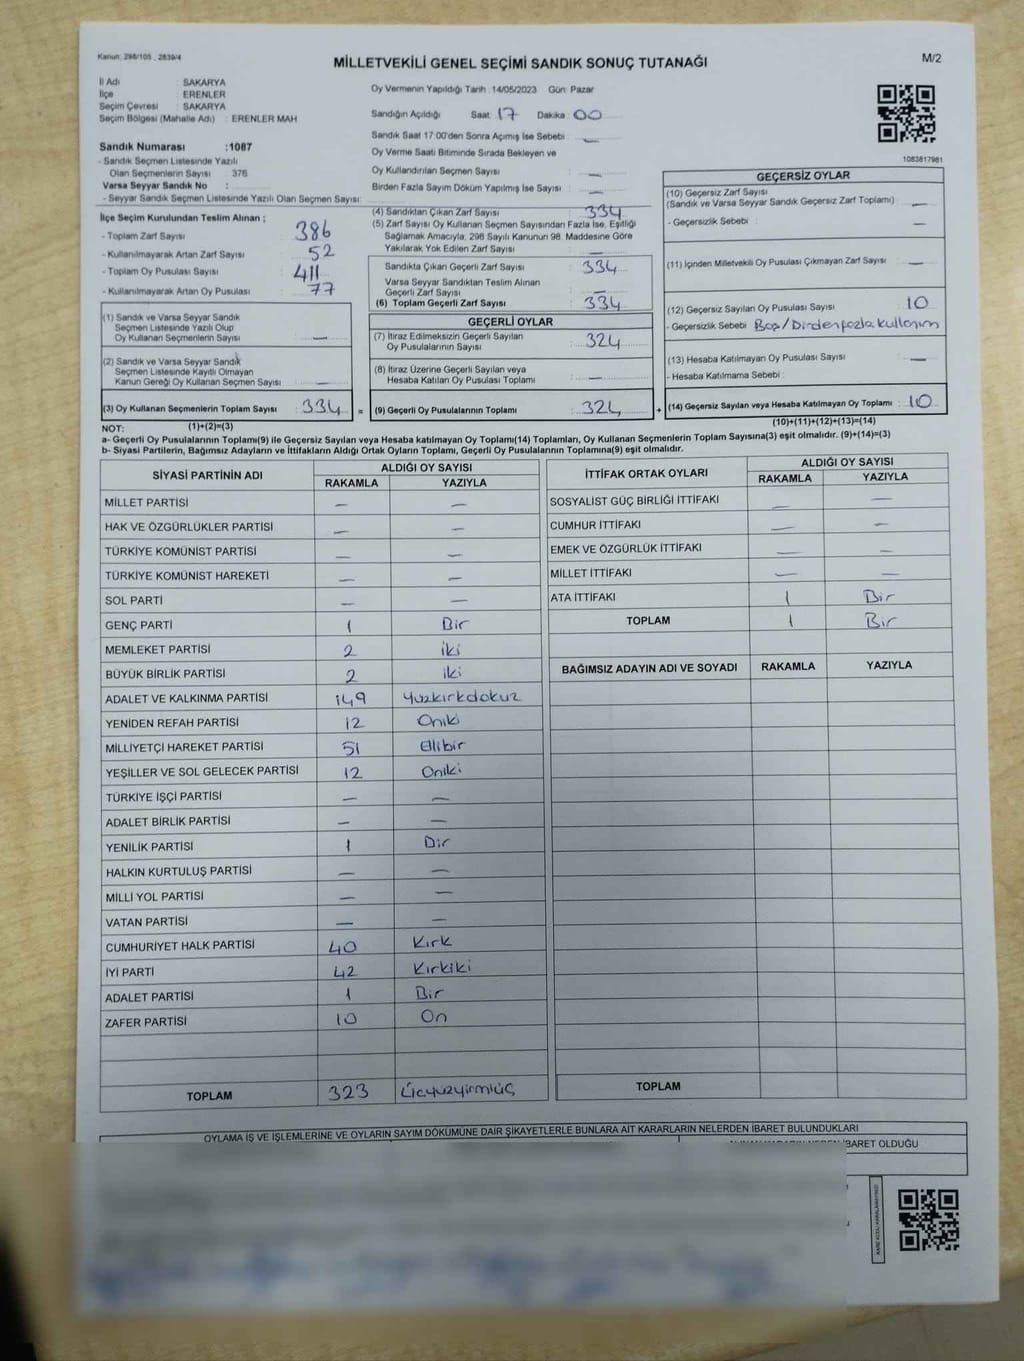 Kanun: 298/105 , 2839/4
MİLLETVEKİLİ GENEL SEÇİMİ SANDIK SONUÇ TUTANAĞI
M/2
İl Adı : SAKARYA
İlçe : ERENLER
Seçim Çevresi : SAKARYA
Seçim Bölgesi (Mahalle Adı) : ERENLER MAH
Sandık Numarası :1087
- Sandık Seçmen Listesinde Yazılı
Olan Seçmenlerin Sayısı : 376
Varsa Seyyar Sandık No :
- Seyyar Sandık Seçmen Listesinde Yazılı Olan Seçmen Sayısı:
Oy Vermenin Yapıldığı Tarih :14/05/2023 Gün: Pazar
Sandığın Açıldığı Saat: 17 Dakika: 00
Sandık Saat 17:00'den Sonra Açımış İse Sebebi : —
Oy Verme Saati Bitiminde Sırada Bekleyen ve
Oy Kullandırılan Seçmen Sayısı : —
Birden Fazla Sayım Döküm Yapılmış İse Sayısı : —
1083817981
İlçe Seçim Kurulundan Teslim Alınan ;
- Toplam Zarf Sayısı : 386
- Kullanılmayarak Artan Zarf Sayısı : 52
- Toplam Oy Pusulası Sayısı : 411
- Kullanılmayarak Artan Oy Pusulası : 77
(1) Sandık ve Varsa Seyyar Sandık
Seçmen Listesinde Yazılı Olup
Oy Kullanan Seçmenlerin Sayısı : —
(2) Sandık ve Varsa Seyyar Sandık
Seçmen Listesinde Kayıtlı Olmayan
Kanun Gereği Oy Kullanan Seçmen Sayısı : —
(3) Oy Kullanan Seçmenlerin Toplam Sayısı : 334 =
(1)+(2)=(3)
(4) Sandıktan Çıkan Zarf Sayısı : 334
(5) Zarf Sayısı Oy Kullanan Seçmen Sayısından Fazla İse, Eşitliği
Sağlamak Amacıyla, 298 Sayılı Kanunun 98. Maddesine Göre
Yakılarak Yok Edilen Zarf Sayısı : —
Sandıkta Çıkan Geçerli Zarf Sayısı : 334
Varsa Seyyar Sandıktan Teslim Alınan
Geçerli Zarf Sayısı : —
(6) Toplam Geçerli Zarf Sayısı : 334
GEÇERLİ OYLAR
(7) İtiraz Edilmeksizin Geçerli Sayılan
Oy Pusulalarının Sayısı : 324
(8) İtiraz Üzerine Geçerli Sayılan veya
Hesaba Katılan Oy Pusulası Toplamı : —
(9) Geçerli Oy Pusulalarının Toplamı : 324 +
GEÇERSİZ OYLAR
(10) Geçersiz Zarf Sayısı
(Sandık ve Varsa Seyyar Sandık Geçersiz Zarf Toplamı) : —
- Geçersizlik Sebebi : —
(11) İçinden Milletvekili Oy Pusulası Çıkmayan Zarf Sayısı : —
(12) Geçersiz Sayılan Oy Pusulası Sayısı : 10
- Geçersizlik Sebebi : Boş/Birden fazla kullanım
(13) Hesaba Katılmayan Oy Pusulası Sayısı : —
- Hesaba Katılmama Sebebi :
(14) Geçersiz Sayılan veya Hesaba Katılmayan Oy Toplamı : 10
(10)+(11)+(12)+(13)=(14)
NOT:
a- Geçerli Oy Pusulalarının Toplamı(9) ile Geçersiz Sayılan veya Hesaba katılmayan Oy Toplamı(14) Toplamları, Oy Kullanan Seçmenlerin Toplam Sayısına(3) eşit olmalıdır. (9)+(14)=(3)
b- Siyasi Partilerin, Bağımsız Adayların ve İttifakların Aldığı Ortak Oyların Toplamı, Geçerli Oy Pusulalarının Toplamına(9) eşit olmalıdır.
SİYASİ PARTİNİN ADI ALDIĞI OY SAYISI
RAKAMLA YAZIYLA
MİLLET PARTİSİ — —
HAK VE ÖZGÜRLÜKLER PARTİSİ — —
TÜRKİYE KOMÜNİST PARTİSİ — —
TÜRKİYE KOMÜNİST HAREKETİ — —
SOL PARTİ — —
GENÇ PARTİ 1 Bir
MEMLEKET PARTİSİ 2 iki
BÜYÜK BİRLİK PARTİSİ 2 iki
ADALET VE KALKINMA PARTİSİ 149 Yüzkırkdokuz
YENİDEN REFAH PARTİSİ 12 Oniki
MİLLİYETÇİ HAREKET PARTİSİ 51 Ellibir
YEŞİLLER VE SOL GELECEK PARTİSİ 12 Oniki
TÜRKİYE İŞÇİ PARTİSİ — —
ADALET BİRLİK PARTİSİ — —
YENİLİK PARTİSİ 1 Bir
HALKIN KURTULUŞ PARTİSİ — —
MİLLİ YOL PARTİSİ — —
VATAN PARTİSİ — —
CUMHURİYET HALK PARTİSİ 40 Kırk
İYİ PARTİ 42 Kırkiki
ADALET PARTİSİ 1 Bir
ZAFER PARTİSİ 10 On
TOPLAM 323 Üçyüzyirmiüç
İTTİFAK ORTAK OYLARI ALDIĞI OY SAYISI
RAKAMLA YAZIYLA
SOSYALİST GÜÇ BİRLİĞİ İTTİFAKI — —
CUMHUR İTTİFAKI — —
EMEK VE ÖZGÜRLÜK İTTİFAKI — —
MİLLET İTTİFAKI — —
ATA İTTİFAKI 1 Bir
TOPLAM 1 Bir
BAĞIMSIZ ADAYIN ADI VE SOYADI RAKAMLA YAZIYLA
TOPLAM
OYLAMA İŞ VE İŞLEMLERİNE VE OYLARIN SAYIM DÖKÜMÜNE DAİR ŞİKAYETLERLE BUNLARA AİT KARARLARIN NELERDEN İBARET BULUNDUKLARI
İBARET OLDUĞU